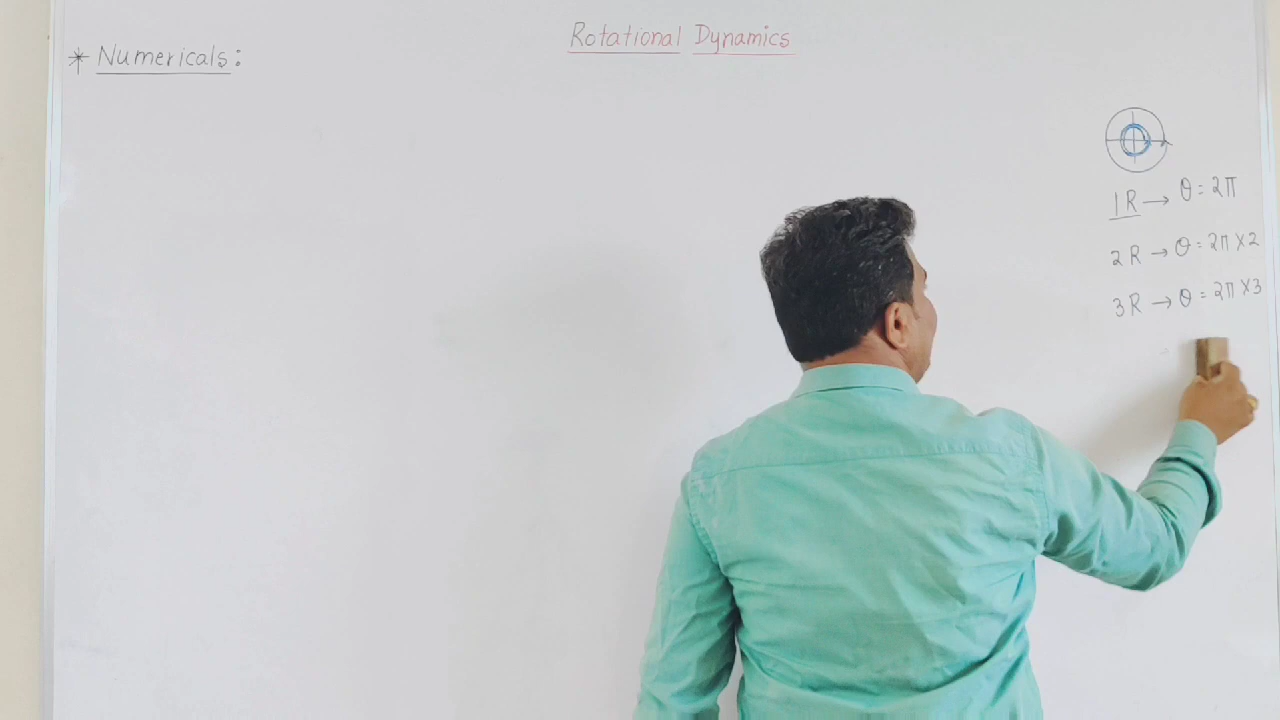 Rotational Dynamics
* Numericals:
1R → θ = 2π
2R → θ = 2π × 2
3R → θ = 2π × 3